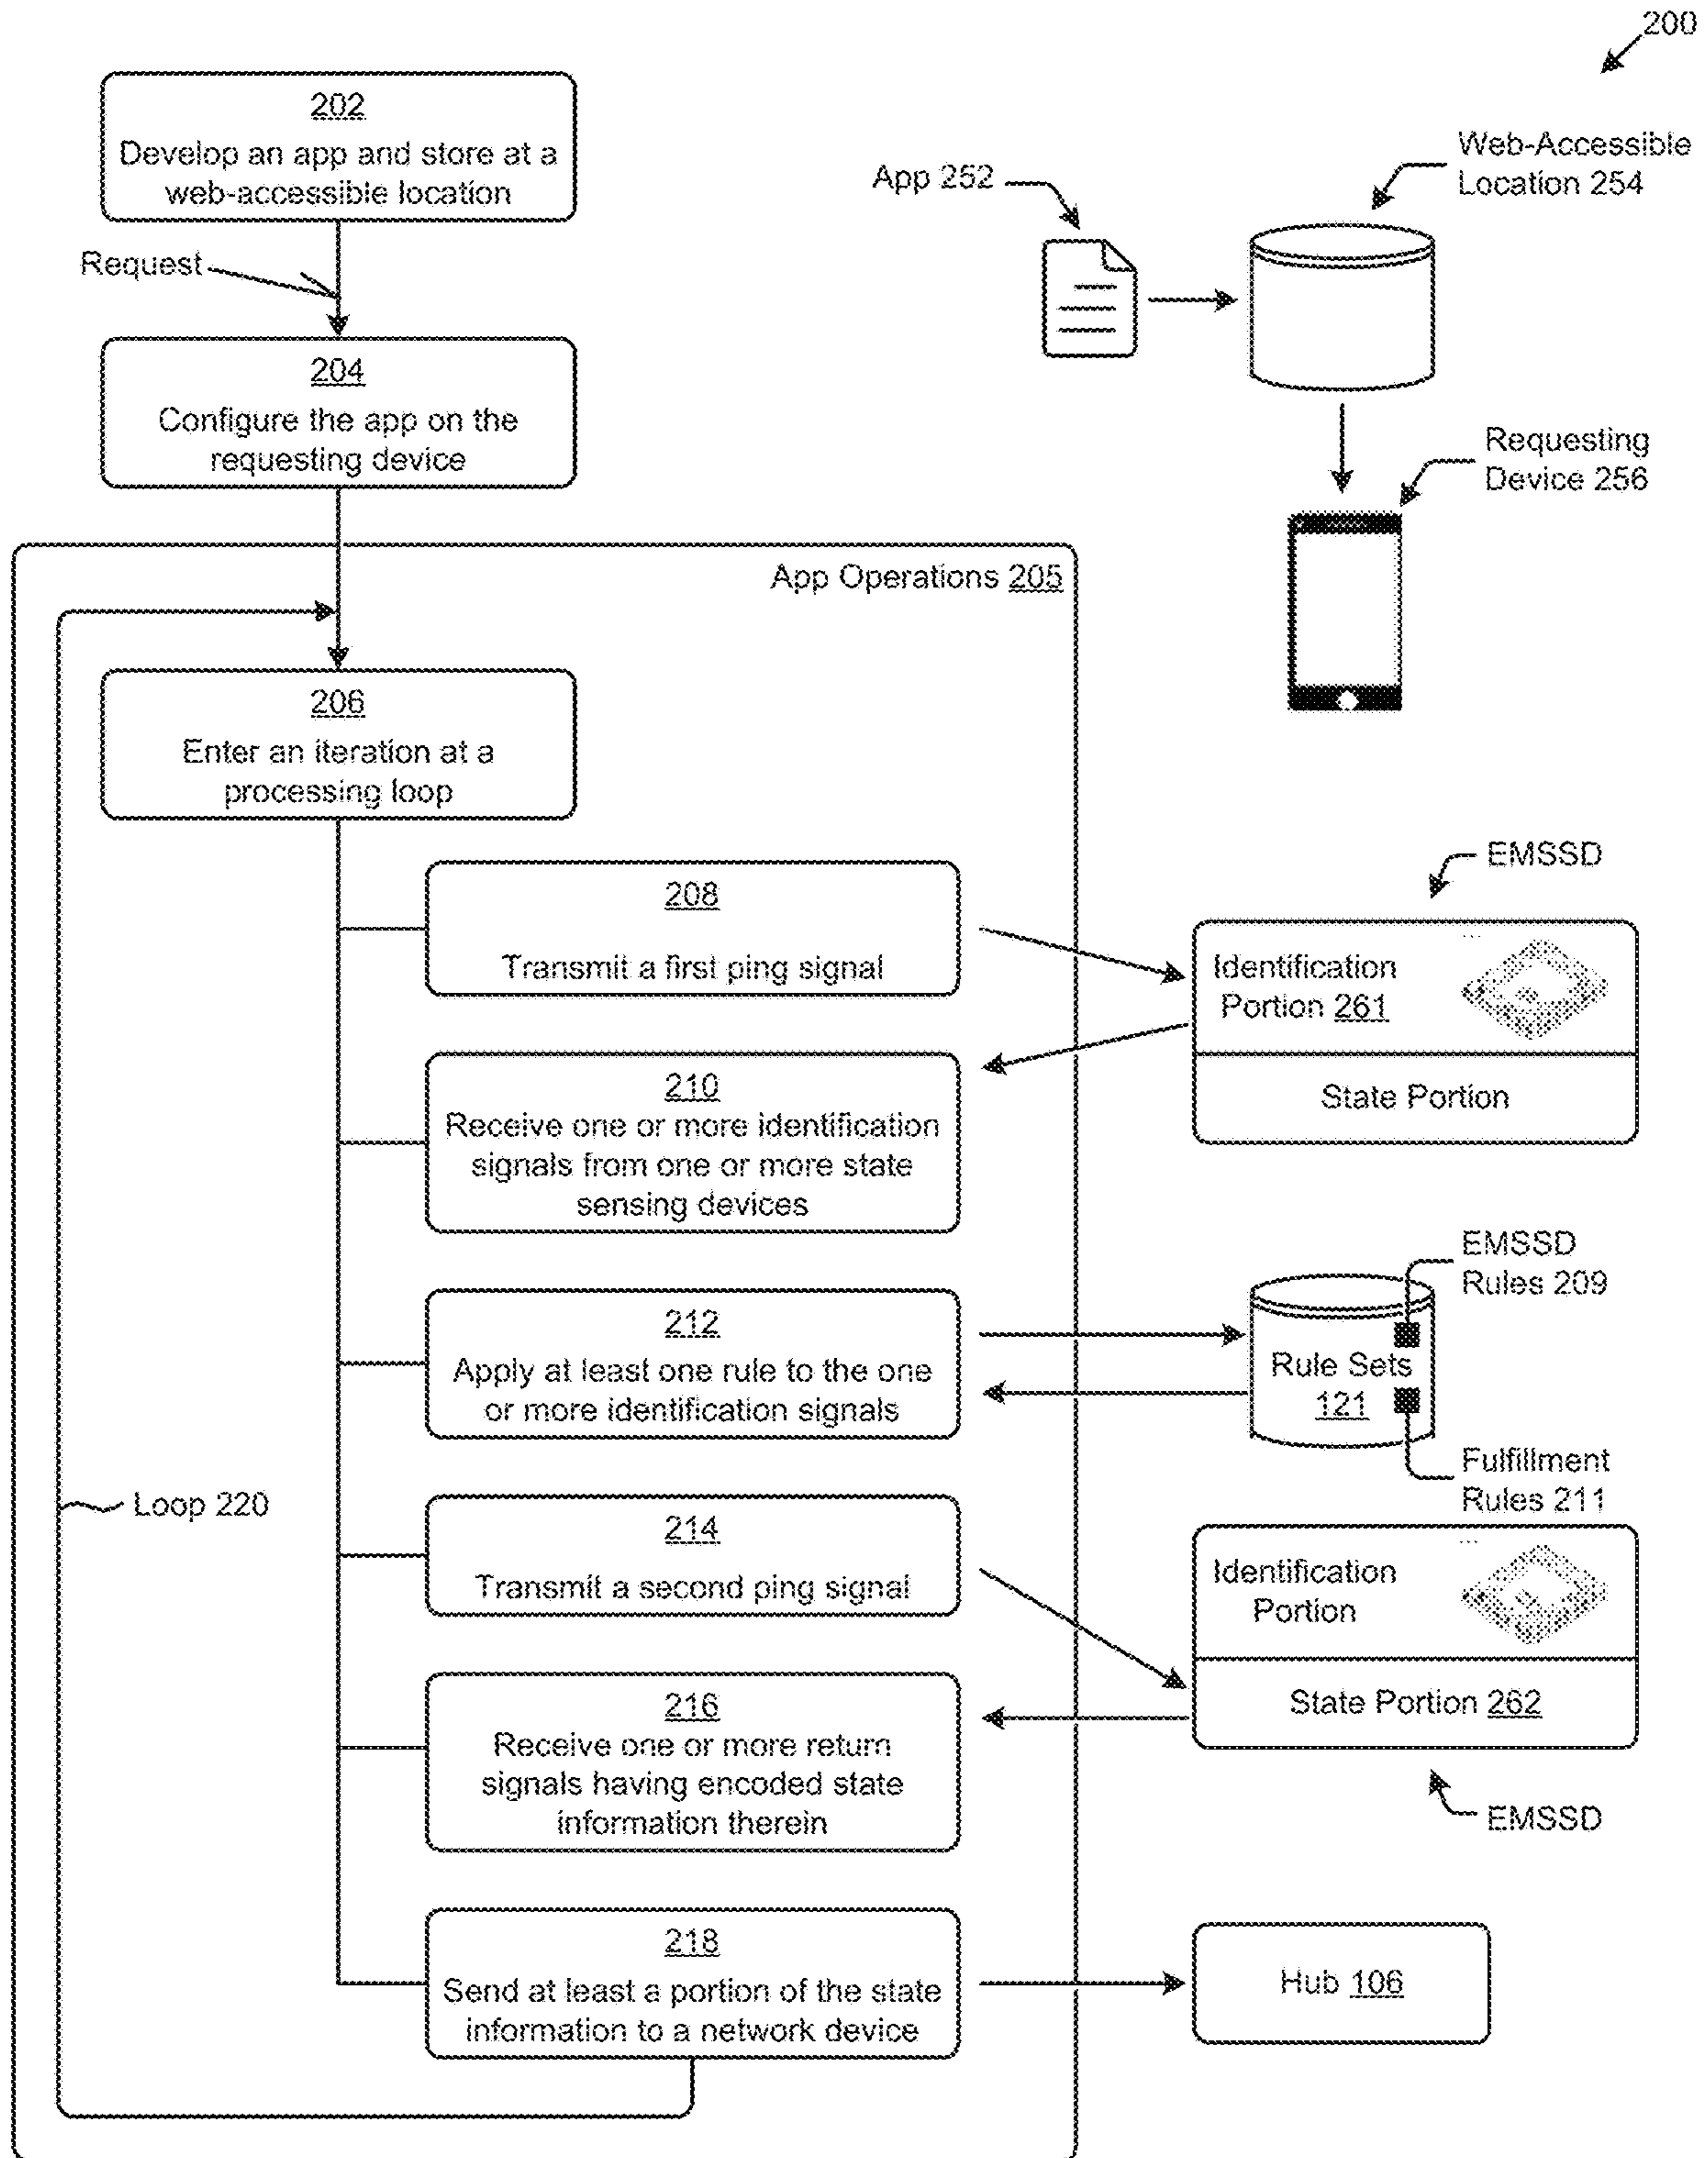 200
202
Develop an app and store at a
web-accessible location
Request
App 252
Web-Accessible
Location 254
204
Configure the app on the
requesting device
Requesting
Device 256
App Operations 205
206
Enter an iteration at a
processing loop
208
Transmit a first ping signal
EMSSD
Identification
Portion 261
State Portion
210
Receive one or more identification
signals from one or more state
sensing devices
212
Apply at least one rule to the one
or more identification signals
EMSSD
Rules 209
Rule Sets
121
Fulfillment
Rules 211
Loop 220
214
Transmit a second ping signal
Identification
Portion
State Portion 262
EMSSD
216
Receive one or more return
signals having encoded state
information therein
218
Send at least a portion of the state
information to a network device
Hub 106